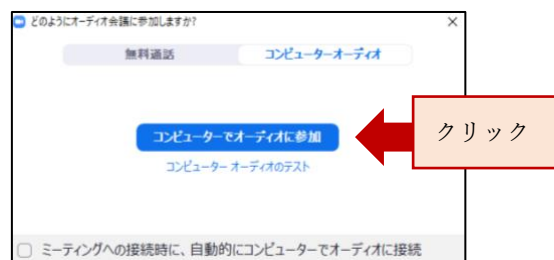 どのようにオーディオ会議に参加しますか?
無料通話 コンピューターオーディオ
コンピューターでオーディオに参加
クリック
コンピューター オーディオのテスト
ミーティングへの接続時に、自動的にコンピューターでオーディオに接続